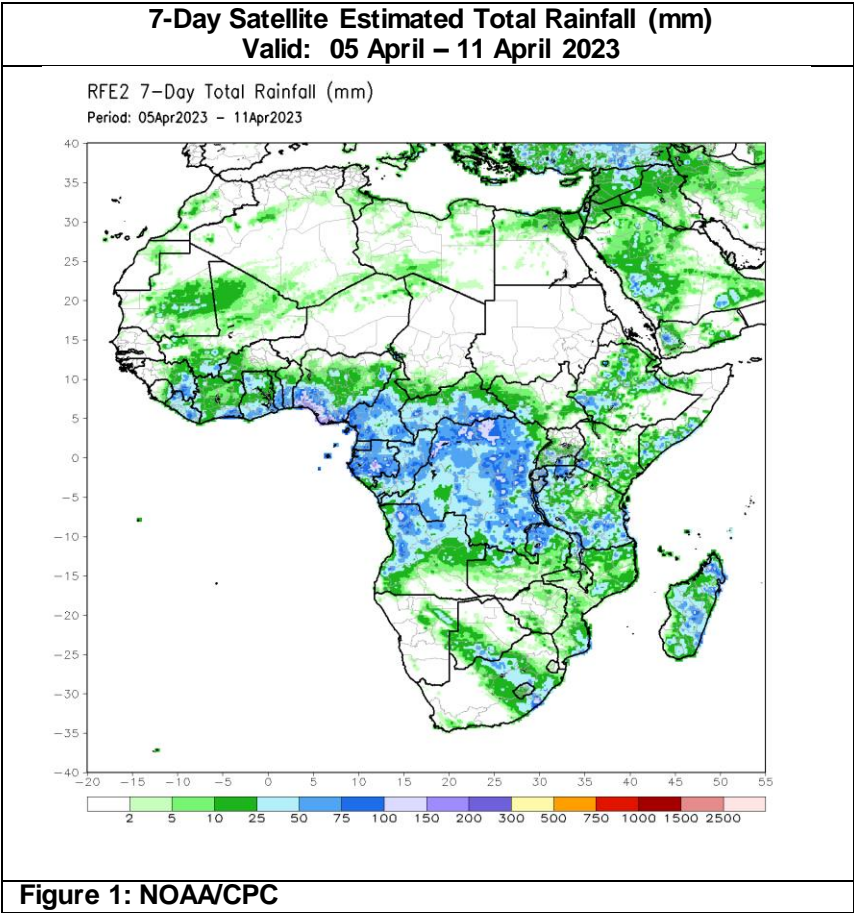 7-Day Satellite Estimated Total Rainfall (mm)
Valid: 05 April – 11 April 2023
RFE2 7-Day Total Rainfall (mm)
Period: 05Apr2023 - 11Apr2023
40
35
30
25
20
15
10
5
0
-5
-10
-15
-20
-25
-30
-35
-40
-20 -15 -10 -5 0 5 10 15 20 25 30 35 40 45 50 55
2 5 10 25 50 75 100 150 200 300 500 750 1000 1500 2500
Figure 1: NOAA/CPC